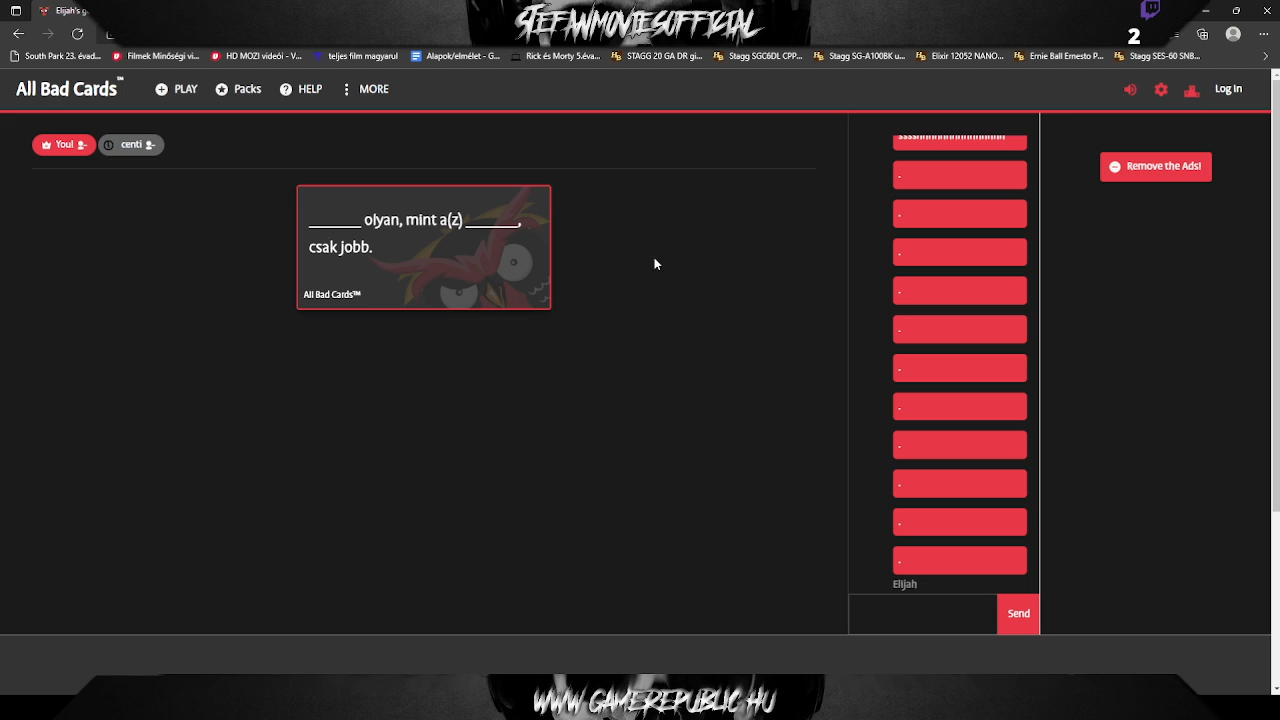 Elijah's g
STEFANMOVIESOFFICIAL
2
South Park 23. évad...
Filmek Minőségi vi...
HD MOZI videói - V...
teljes film magyarul
Alapok/elmélet - G...
Rick és Morty 5.éva...
STAGG 20 GA DR gi...
Stagg SGC6DL CPP...
Stagg SG-A100BK u...
Elixir 12052 NANO...
Ernie Ball Ernesto P...
Stagg SES-60 SNB...
All Bad Cards™
PLAY
Packs
HELP
MORE
Log In
You!
centi
_______ olyan, mint a(z) _______,
csak jobb.
All Bad Cards™
.
.
.
.
.
.
.
.
.
.
.
Elijah
Send
Remove the Ads!
WWW GAMEREPUBLIC.HU